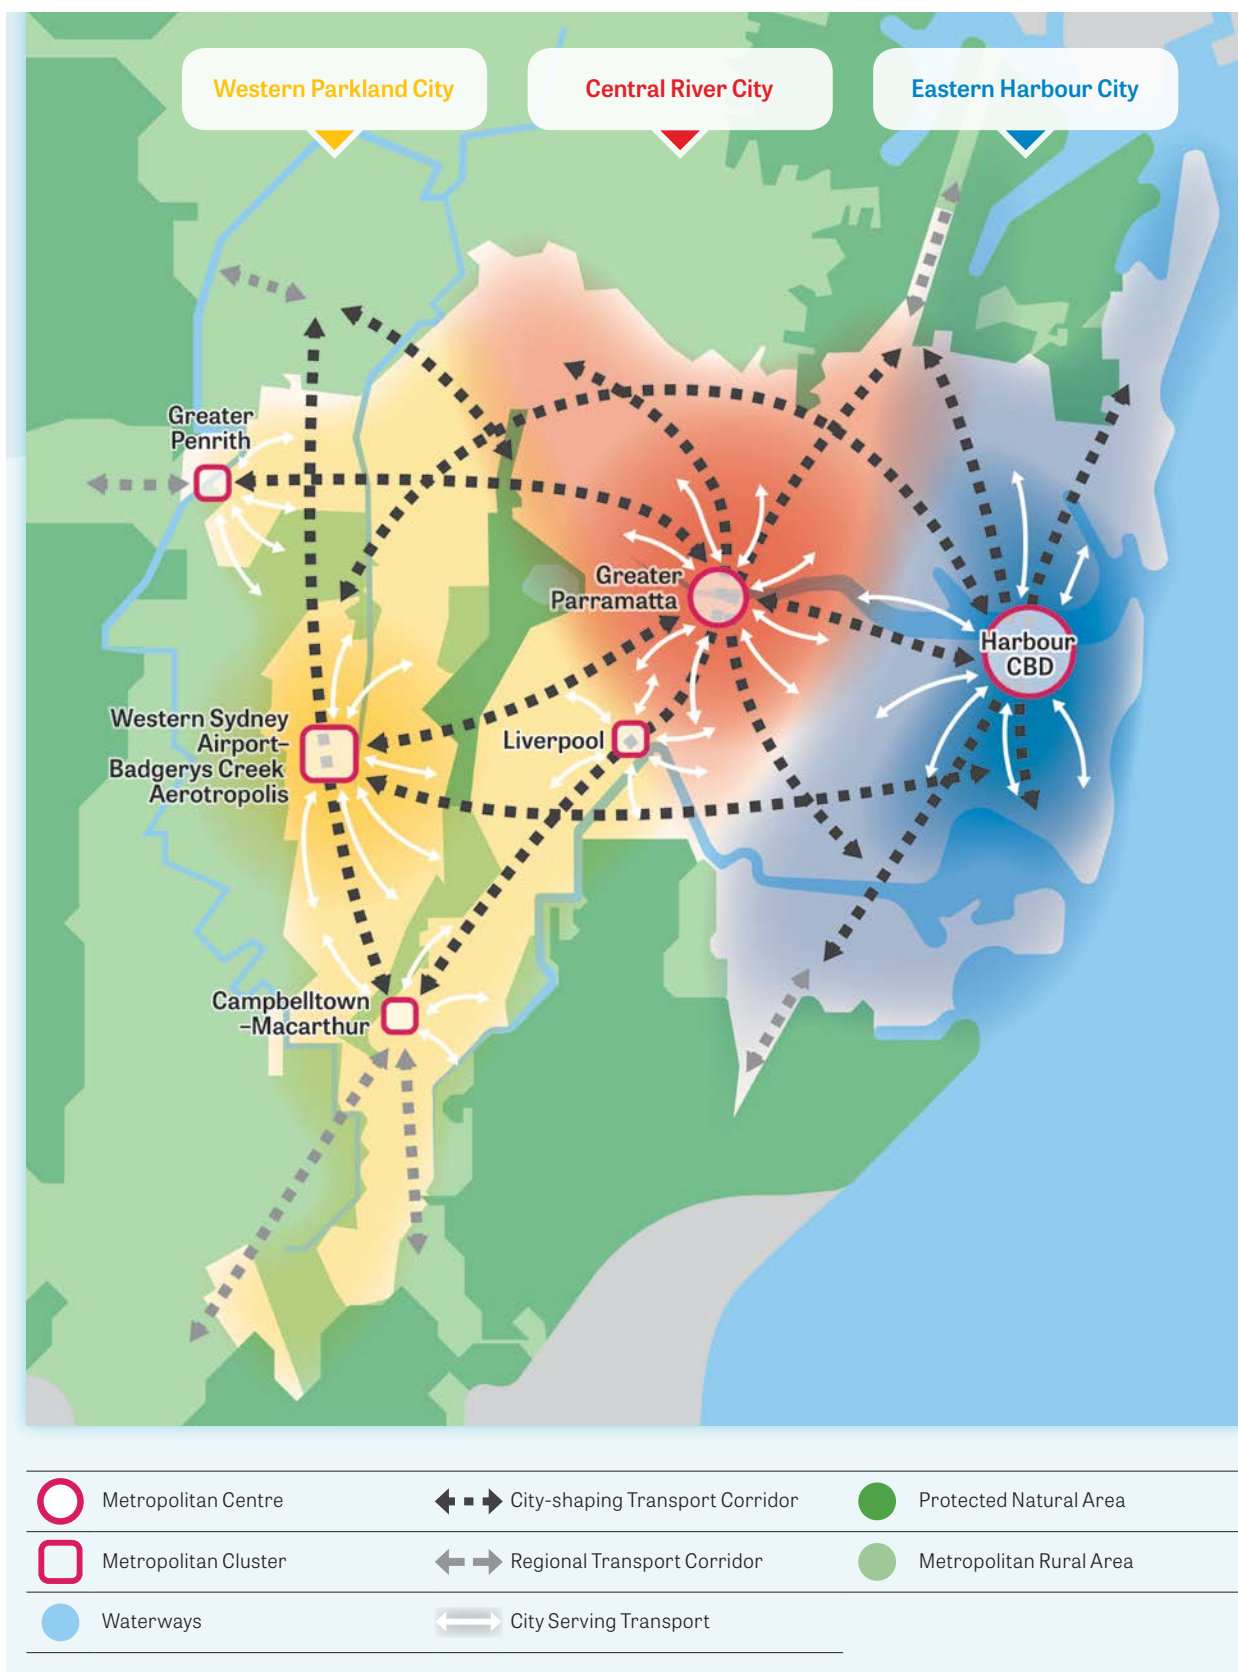 Western Parkland City
Central River City
Eastern Harbour City
Greater
Penrith
Greater
Parramatta
Harbour
CBD
Western Sydney
Airport–
Badgerys Creek
Aerotropolis
Liverpool
Campbelltown
–Macarthur
Metropolitan Centre
City-shaping Transport Corridor
Protected Natural Area
Metropolitan Cluster
Regional Transport Corridor
Metropolitan Rural Area
Waterways
City Serving Transport